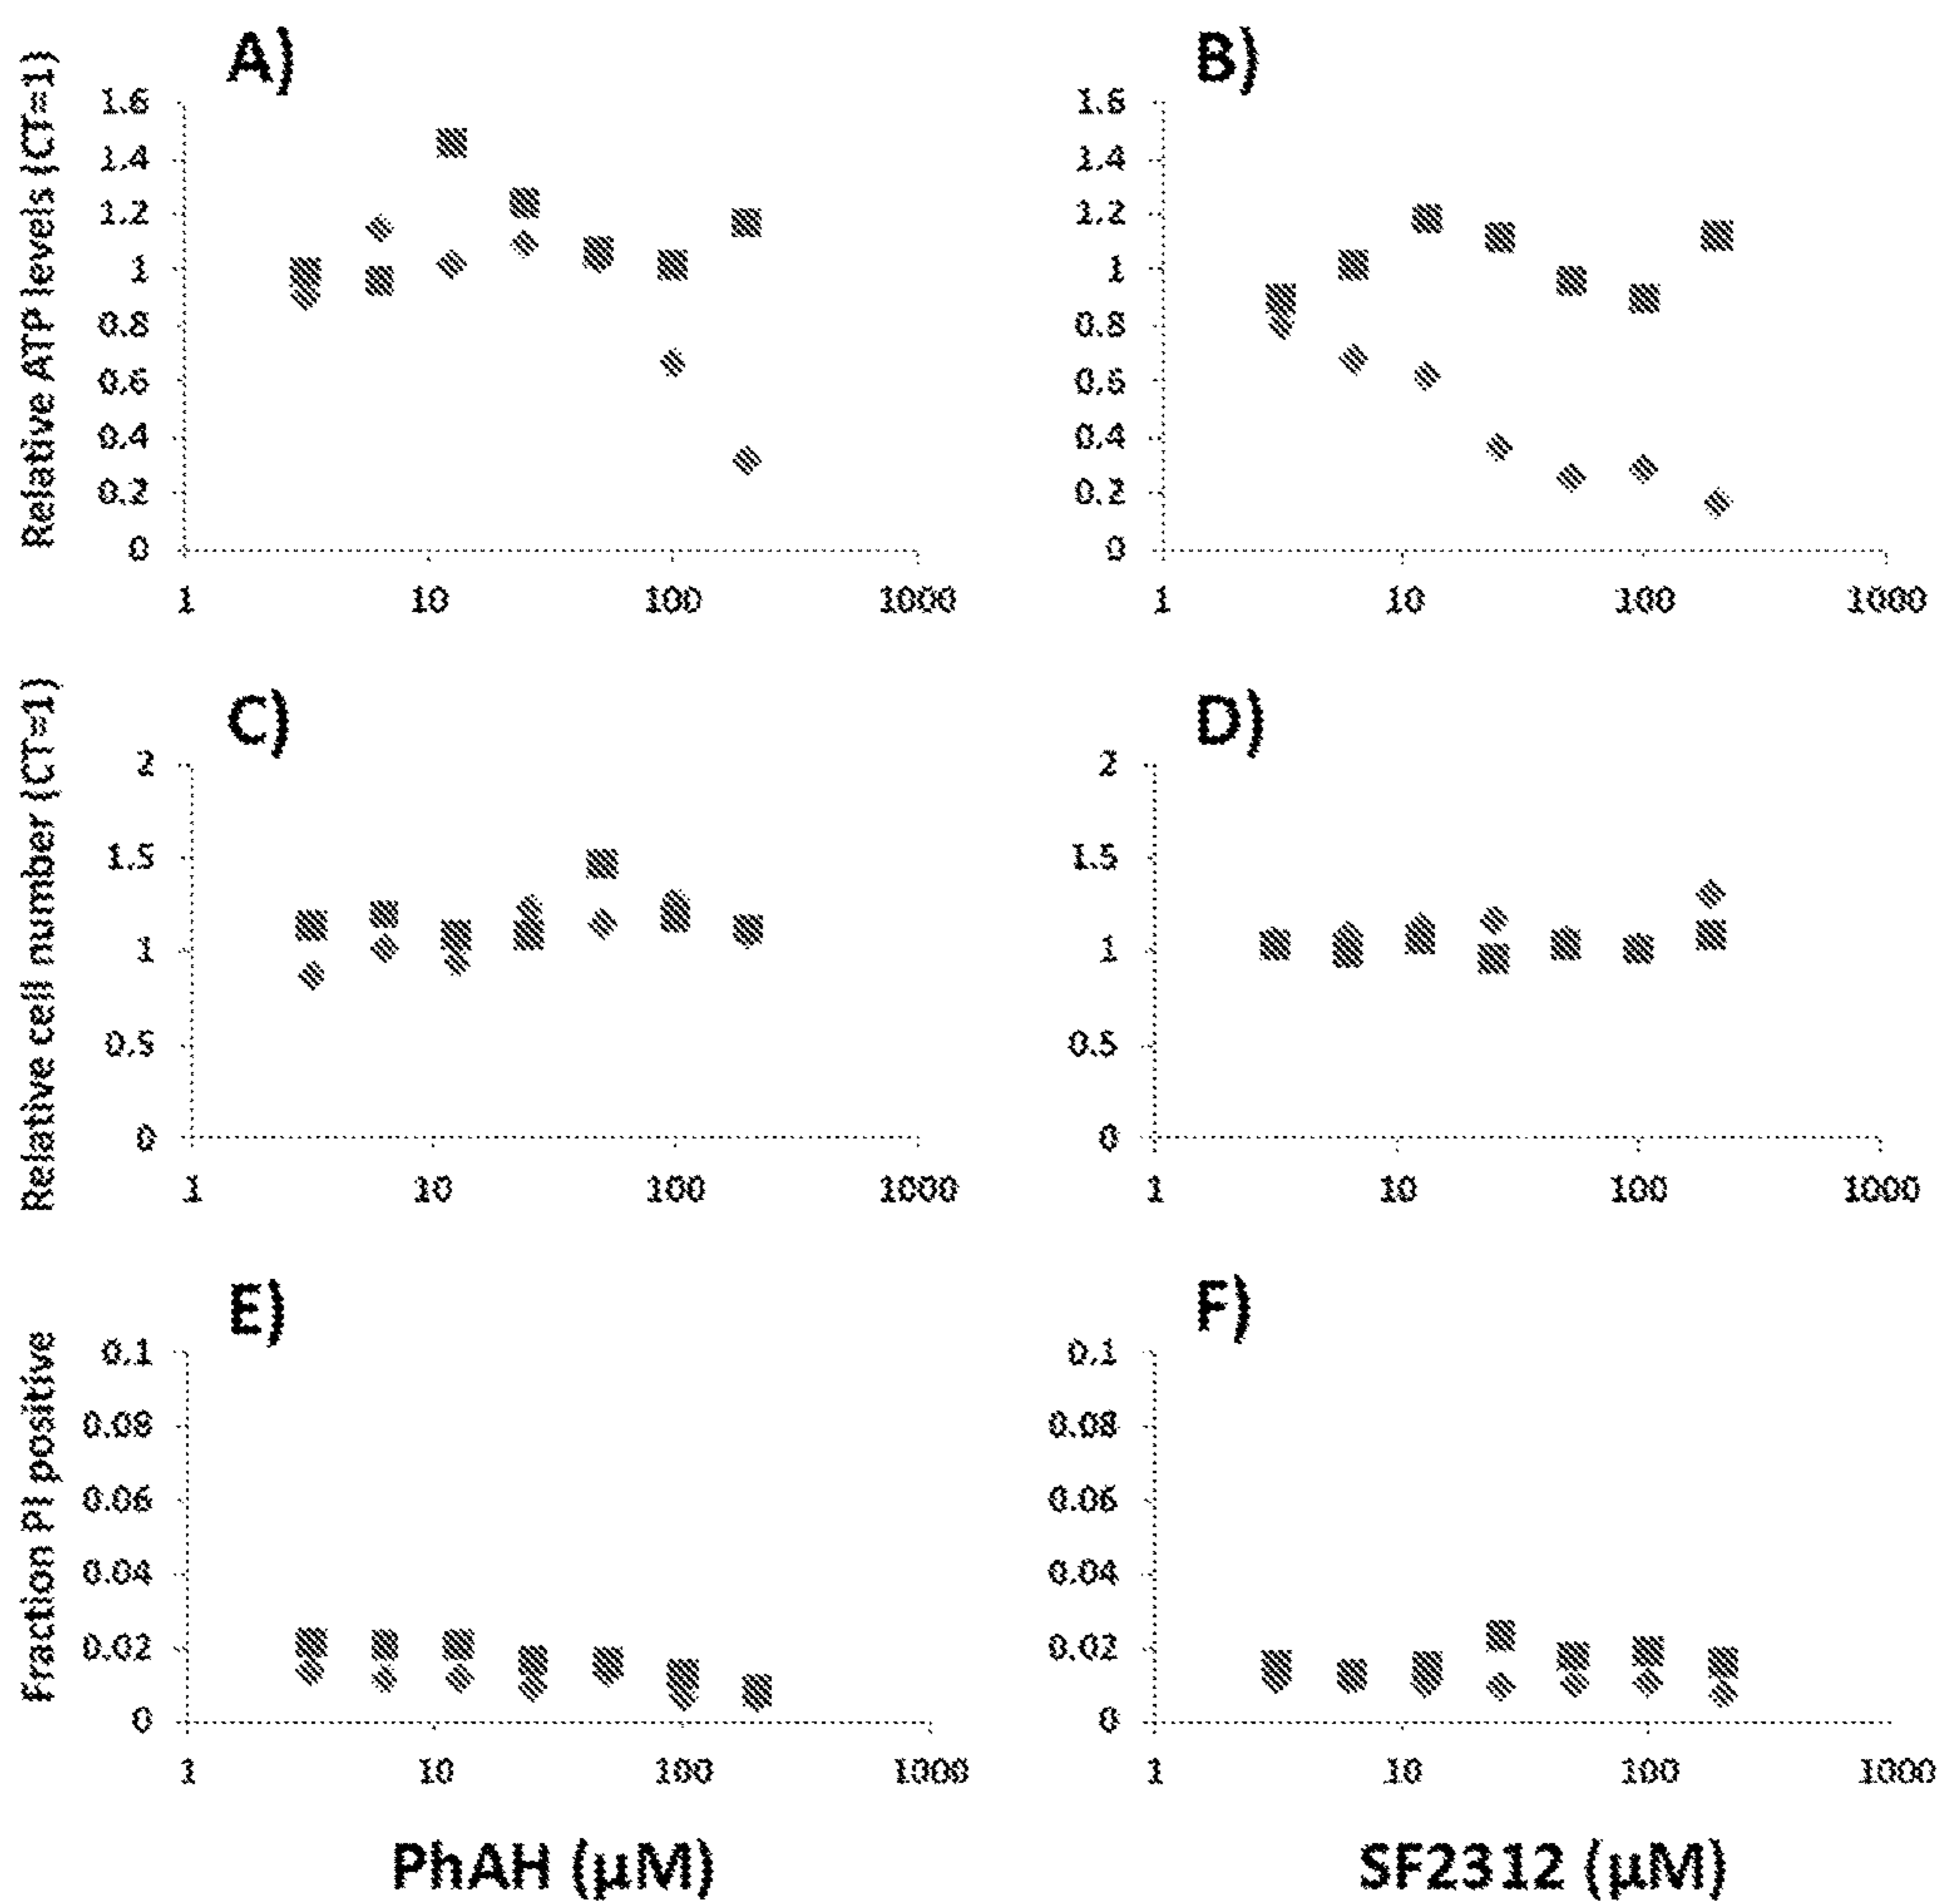 A)
Relative ATP levels (CT=1)
1.6
1.4
1.2
1
0.8
0.6
0.4
0.2
0
1 10 100 1000
B)
1.6
1.4
1.2
1
0.8
0.6
0.4
0.2
0
1 10 100 1000
C)
Relative cell number (CT=1)
2
1.5
1
0.5
0
1 10 100 1000
D)
2
1.5
1
0.5
0
1 10 100 1000
E)
Fraction PI positive
0.1
0.08
0.06
0.04
0.02
0
1 10 100 1000
PhAH (µM)
F)
0.1
0.08
0.06
0.04
0.02
0
1 10 100 1000
SF2312 (µM)